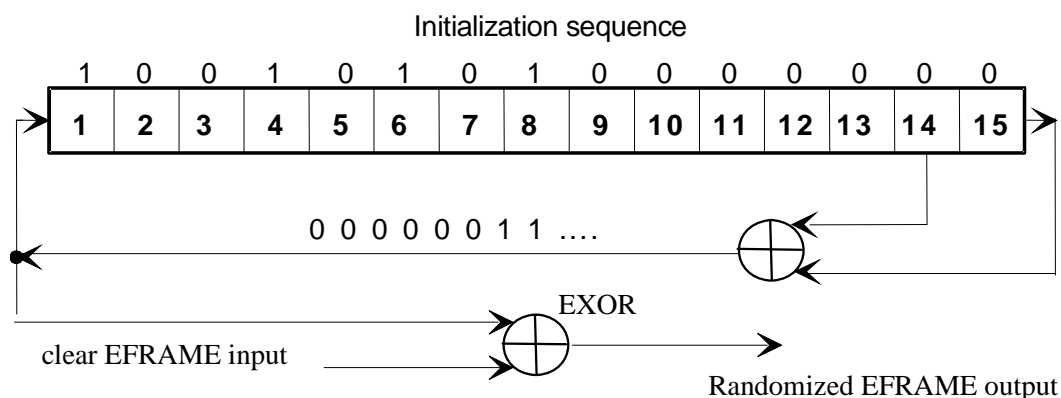 Initialization sequence
1 0 0 1 0 1 0 1 0 0 0 0 0 0 0
1 2 3 4 5 6 7 8 9 10 11 12 13 14 15
0 0 0 0 0 0 1 1 ....
EXOR
clear EFRAME input
Randomized EFRAME output